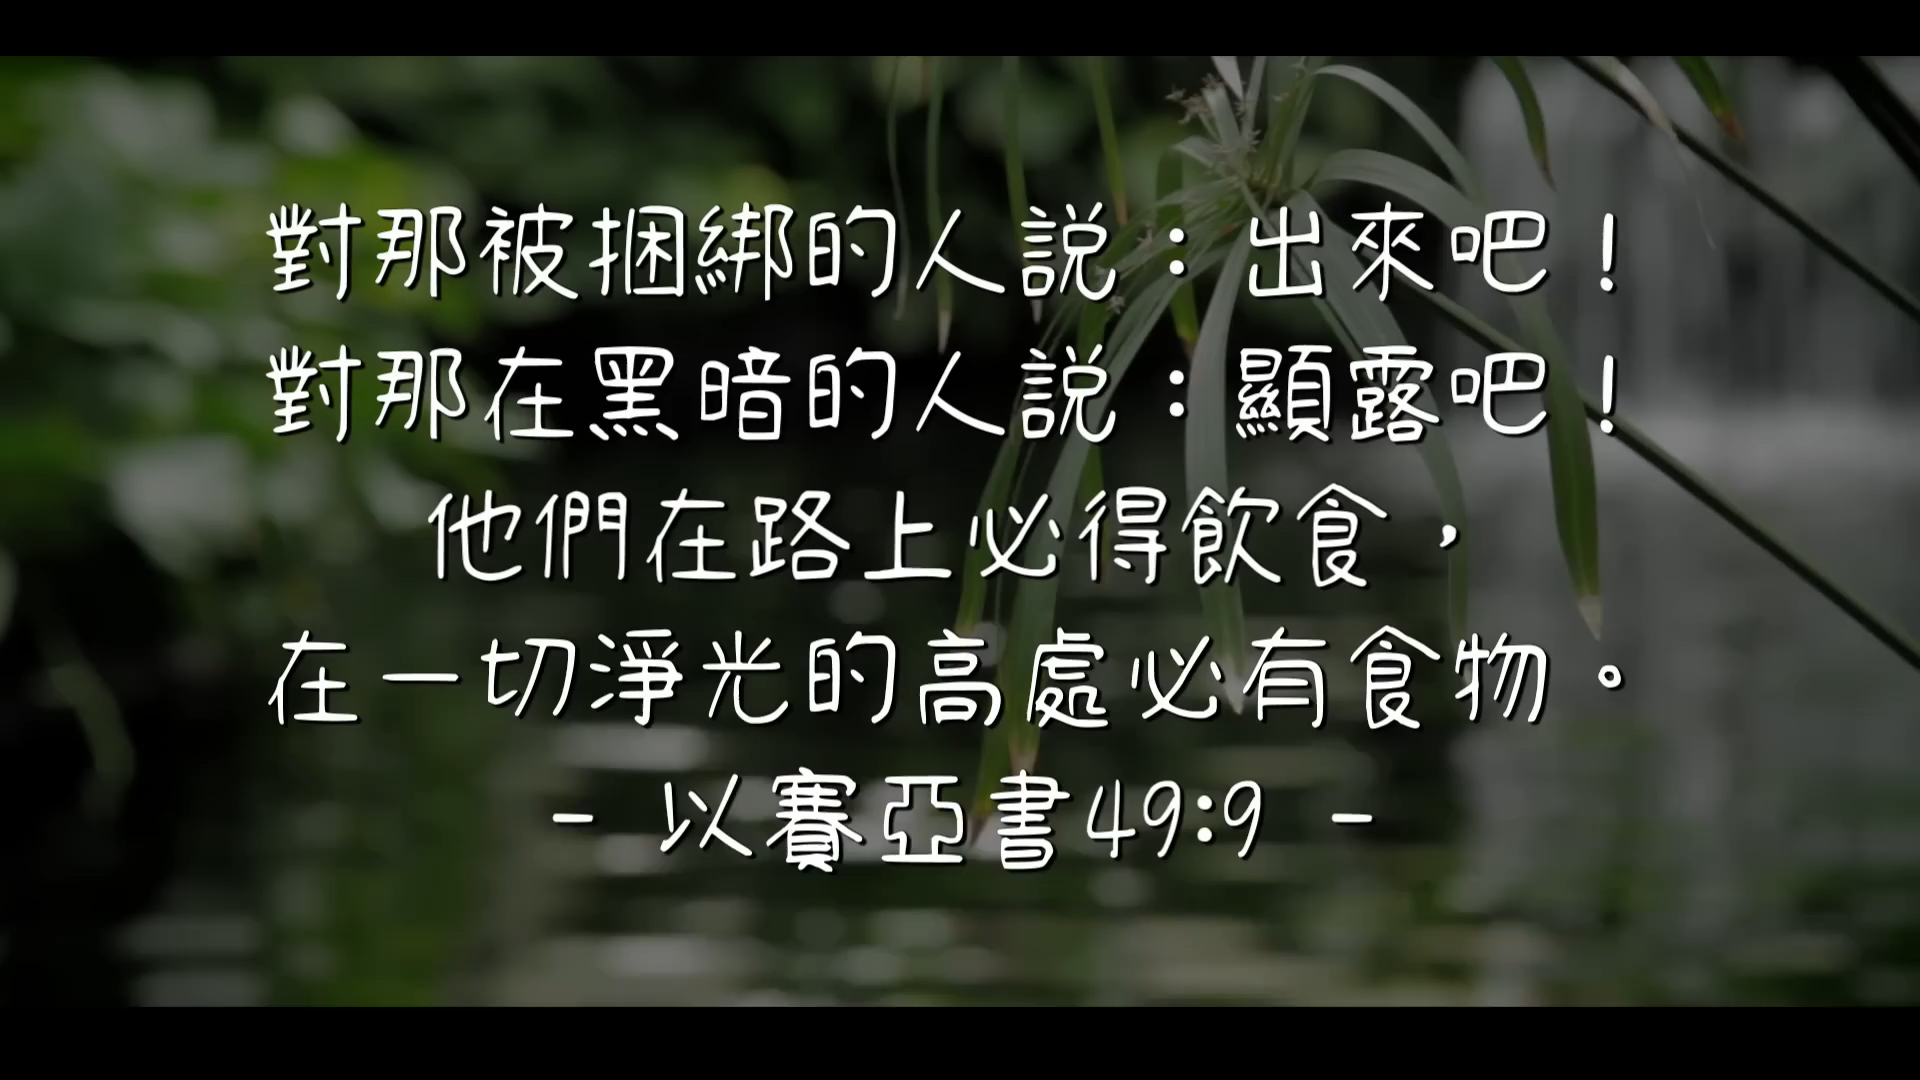 對那被捆綁的人説：出來吧！
對那在黑暗的人説：顯露吧！
他們在路上必得飲食，
在一切淨光的高處必有食物。
- 以賽亞書49:9 -